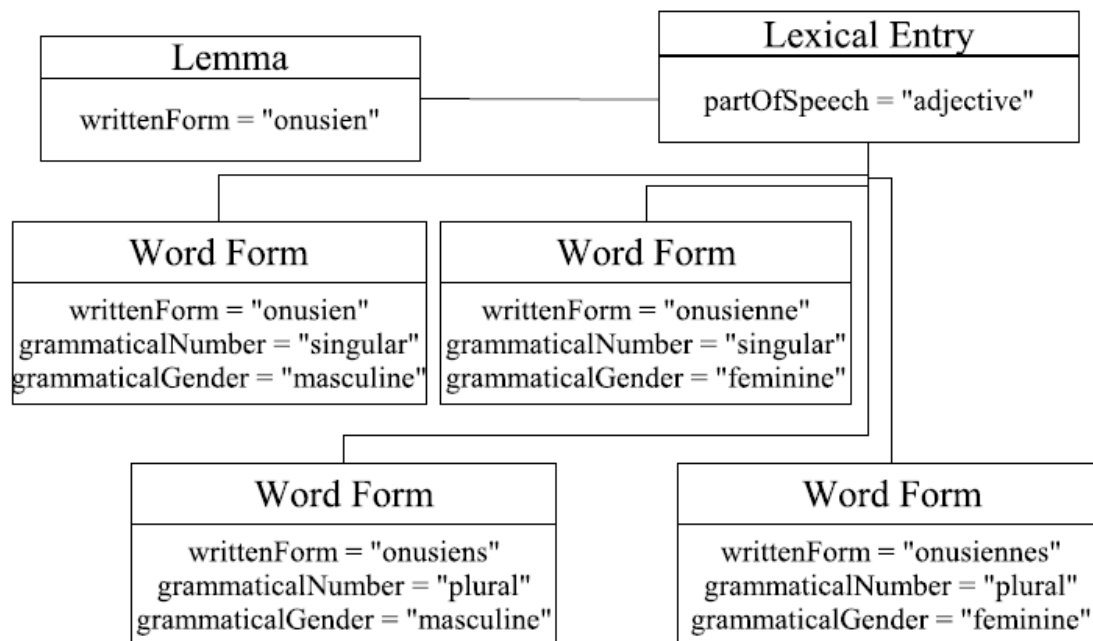 Lemma
writtenForm = "onusien"
Lexical Entry
partOfSpeech = "adjective"
Word Form
writtenForm = "onusien"
grammaticalNumber = "singular"
grammaticalGender = "masculine"
Word Form
writtenForm = "onusienne"
grammaticalNumber = "singular"
grammaticalGender = "feminine"
Word Form
writtenForm = "onusiens"
grammaticalNumber = "plural"
grammaticalGender = "masculine"
Word Form
writtenForm = "onusiennes"
grammaticalNumber = "plural"
grammaticalGender = "feminine"